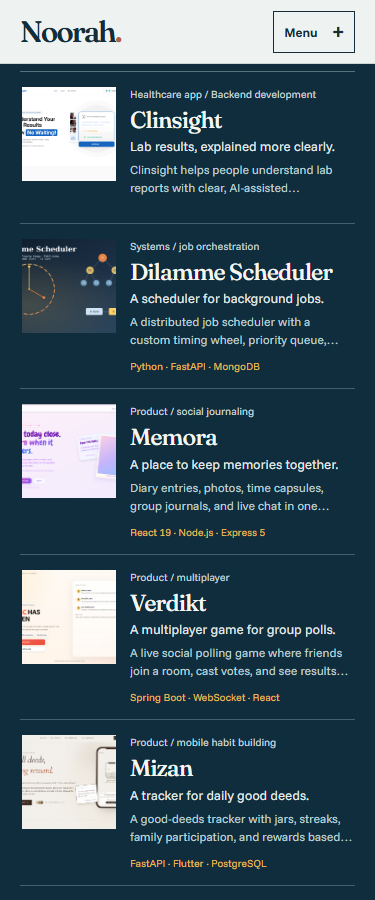 Noorah.
Menu +
Healthcare app / Backend development
Clinsight
Lab results, explained more clearly.
Clinsight helps people understand lab
reports with clear, AI-assisted…
Systems / job orchestration
Dilamme Scheduler
A scheduler for background jobs.
A distributed job scheduler with a
custom timing wheel, priority queue,…
Python · FastAPI · MongoDB
Product / social journaling
Memora
A place to keep memories together.
Diary entries, photos, time capsules,
group journals, and live chat in one…
React 19 · Node.js · Express 5
Product / multiplayer
Verdikt
A multiplayer game for group polls.
A live social polling game where friends
join a room, cast votes, and see results…
Spring Boot · WebSocket · React
Product / mobile habit building
Mizan
A tracker for daily good deeds.
A good-deeds tracker with jars, streaks,
family participation, and rewards based…
FastAPI · Flutter · PostgreSQL